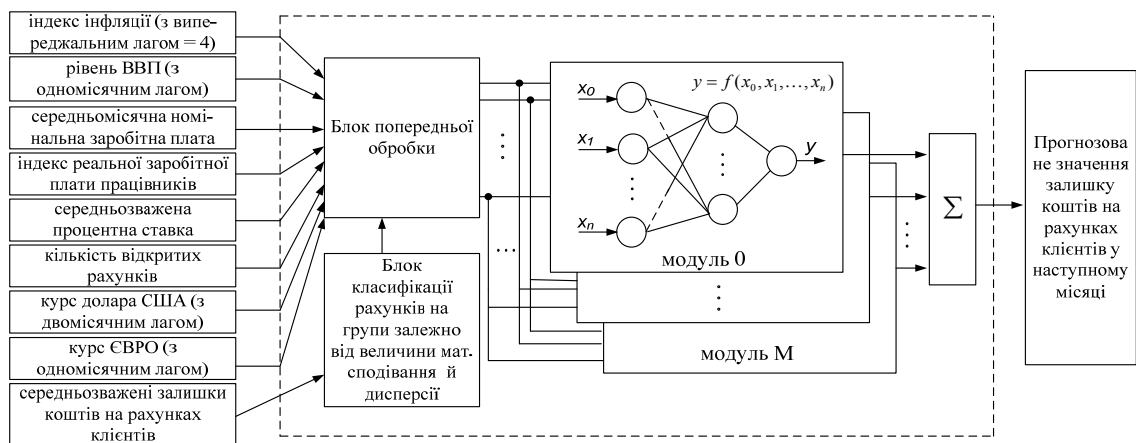 індекс інфляції (з випе-
реджальним лагом = 4)
рівень ВВП (з
одномісячним лагом)
середньомісячна номі-
нальна заробітна плата
індекс реальної заробітної
плати працівників
середньозважена
процентна ставка
кількість відкритих
рахунків
курс долара США (з
двомісячним лагом)
курс ЄВРО (з
одномісячним лагом)
середньозважені залишки
коштів на рахунках
клієнтів
Блок попередньої
обробки
Блок
класифікації
рахунків на
групи залежно
від величини мат.
сподівання й
дисперсії
y = f(x₀, x₁, …, xₙ)
x₀
x₁
xₙ
y
модуль 0
модуль М
Σ
Прогнозова
не значення
залишку
коштів на
рахунках
клієнтів у
наступному
місяці